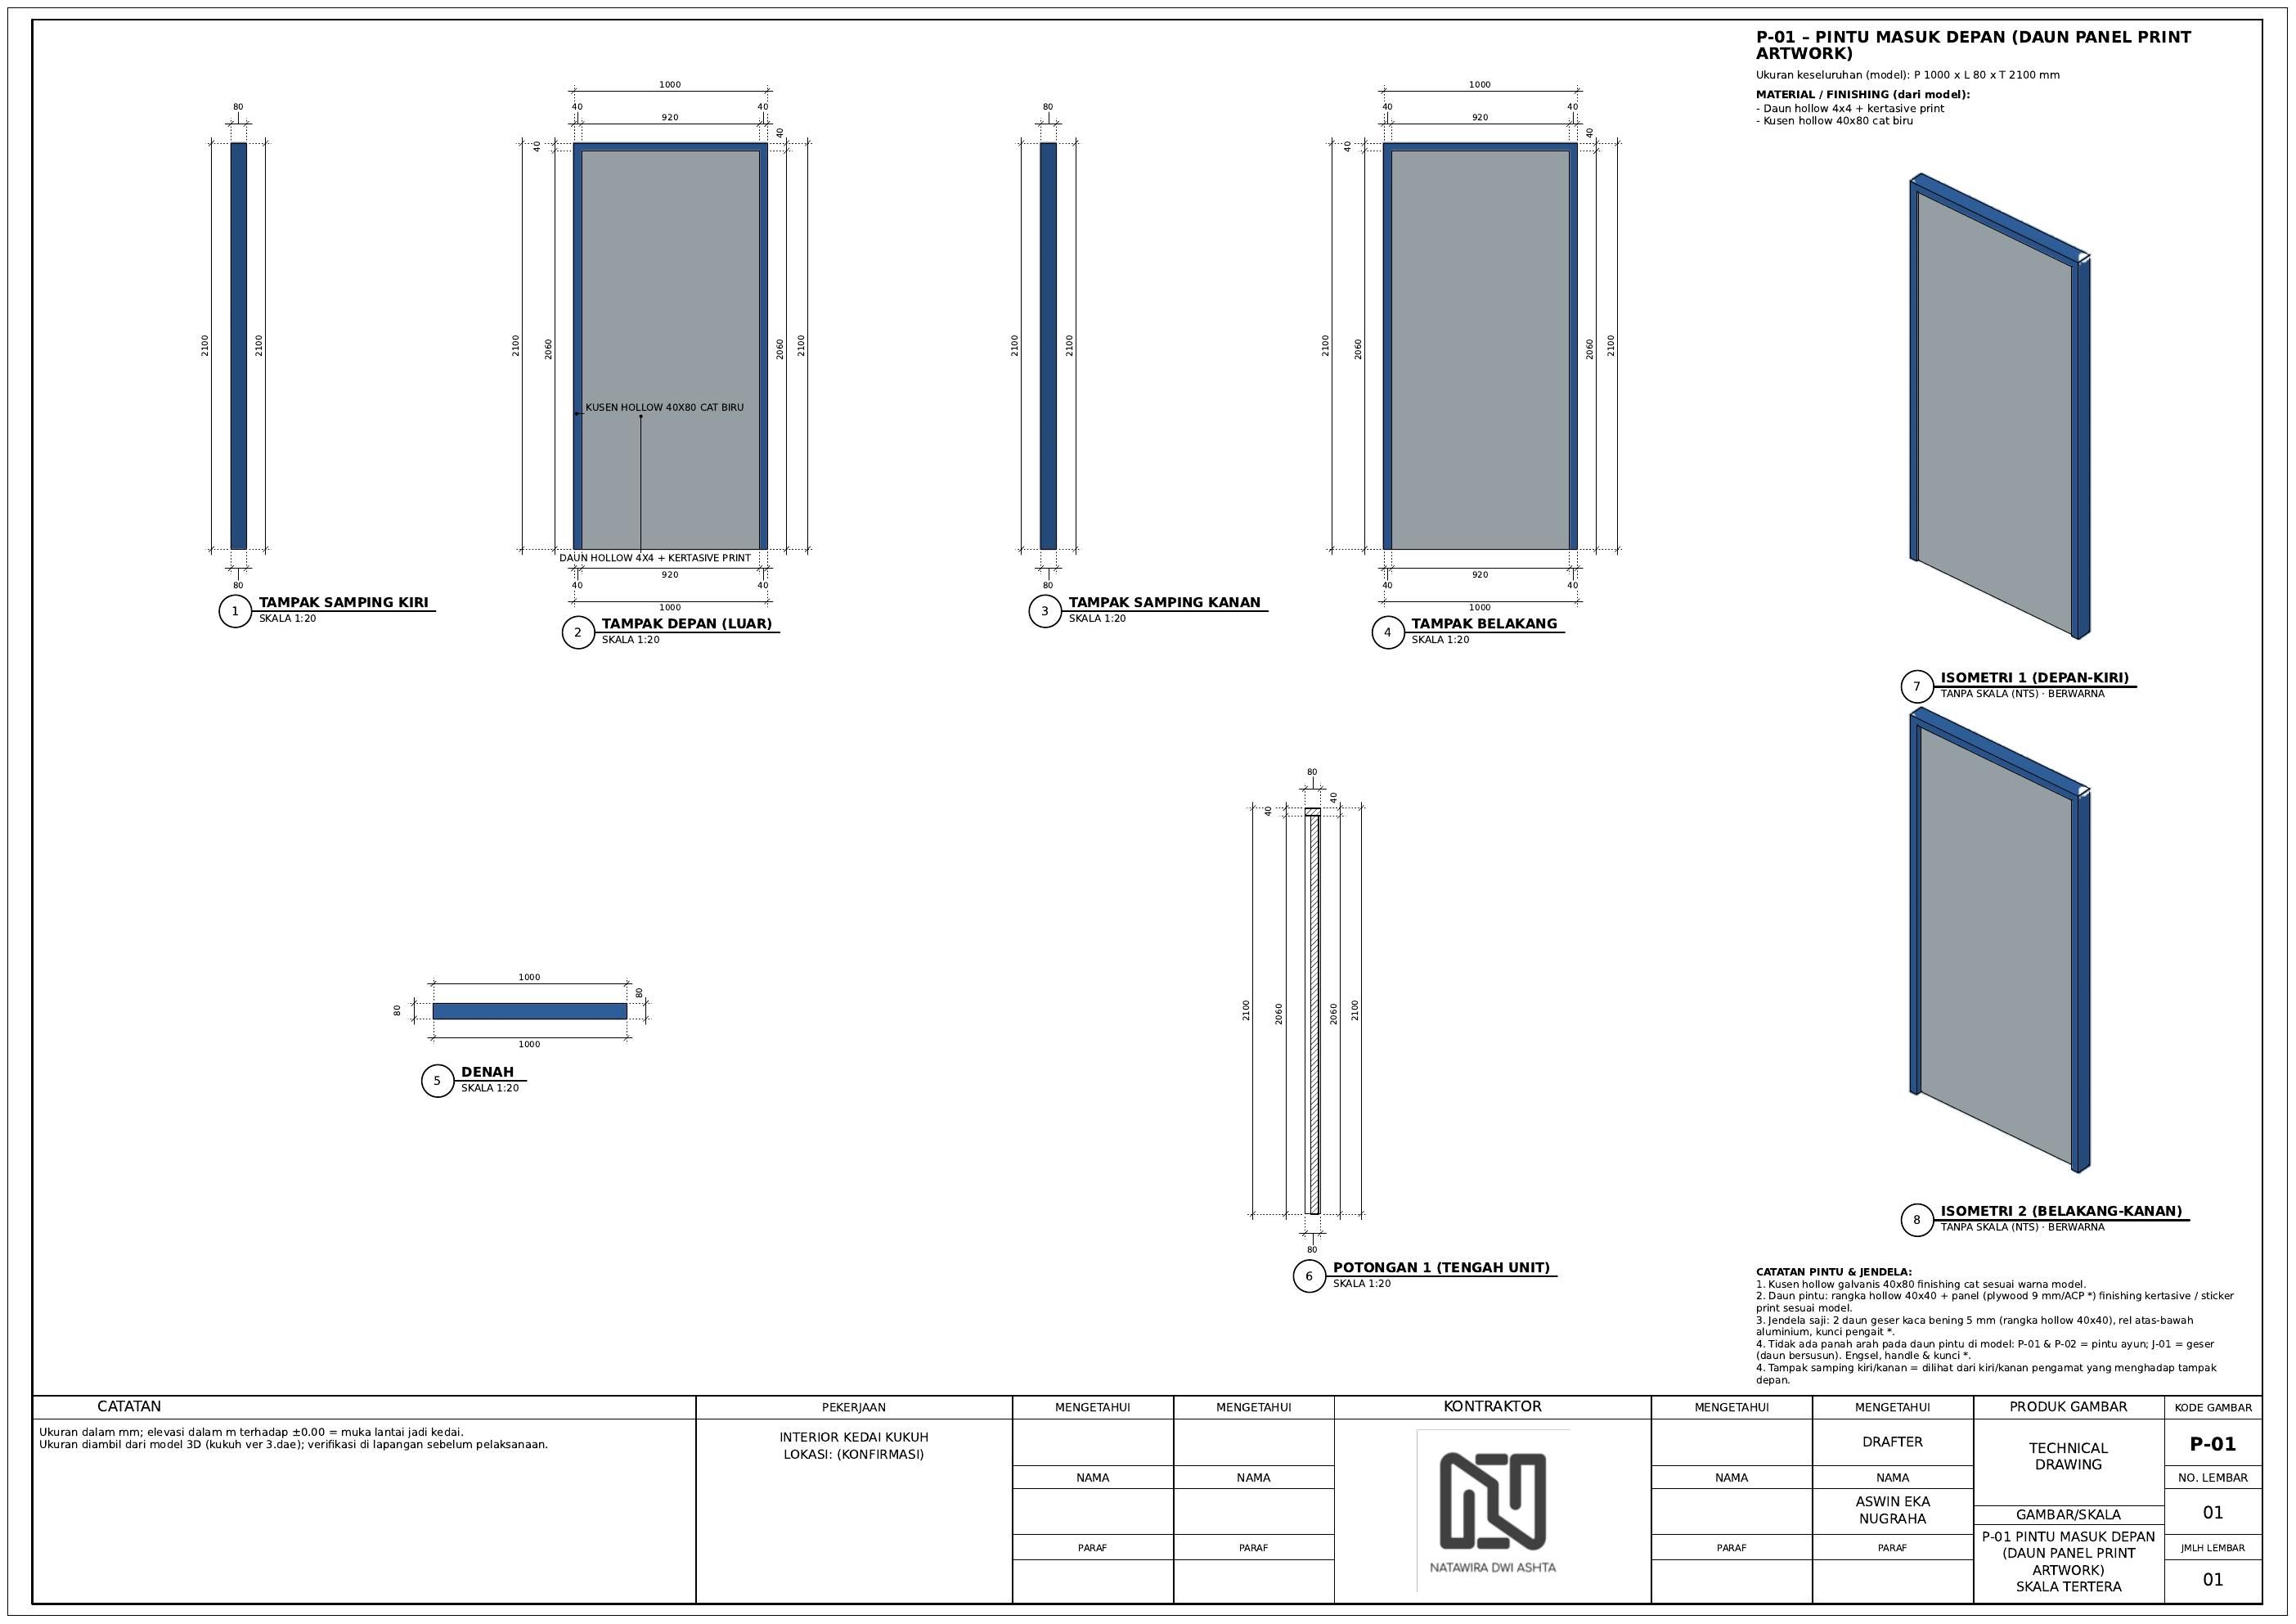 P-01 – PINTU MASUK DEPAN (DAUN PANEL PRINT
ARTWORK)
Ukuran keseluruhan (model): P 1000 x L 80 x T 2100 mm
MATERIAL / FINISHING (dari model):
- Daun hollow 4x4 + kertasive print
- Kusen hollow 40x80 cat biru
80
2100
2100
80
1
TAMPAK SAMPING KIRI
SKALA 1:20
1000
40
40
920
40
40
2100
2060
2060
2100
KUSEN HOLLOW 40X80 CAT BIRU
DAUN HOLLOW 4X4 + KERTASIVE PRINT
920
40
40
1000
2
TAMPAK DEPAN (LUAR)
SKALA 1:20
80
2100
2100
80
3
TAMPAK SAMPING KANAN
SKALA 1:20
1000
40
40
920
40
40
2100
2060
2060
2100
920
40
40
1000
4
TAMPAK BELAKANG
SKALA 1:20
7
ISOMETRI 1 (DEPAN-KIRI)
TANPA SKALA (NTS) · BERWARNA
1000
80
80
1000
5
DENAH
SKALA 1:20
80
40
40
2100
2060
2060
2100
80
6
POTONGAN 1 (TENGAH UNIT)
SKALA 1:20
8
ISOMETRI 2 (BELAKANG-KANAN)
TANPA SKALA (NTS) · BERWARNA
CATATAN PINTU & JENDELA:
1. Kusen hollow galvanis 40x80 finishing cat sesuai warna model.
2. Daun pintu: rangka hollow 40x40 + panel (plywood 9 mm/ACP *) finishing kertasive / sticker
print sesuai model.
3. Jendela saji: 2 daun geser kaca bening 5 mm (rangka hollow 40x40), rel atas-bawah
aluminium, kunci pengait *.
4. Tidak ada panah arah pada daun pintu di model: P-01 & P-02 = pintu ayun; J-01 = geser
(daun bersusun). Engsel, handle & kunci *.
4. Tampak samping kiri/kanan = dilihat dari kiri/kanan pengamat yang menghadap tampak
depan.
CATATAN
Ukuran dalam mm; elevasi dalam m terhadap ±0.00 = muka lantai jadi kedai.
Ukuran diambil dari model 3D (kukuh ver 3.dae); verifikasi di lapangan sebelum pelaksanaan.
PEKERJAAN
INTERIOR KEDAI KUKUH
LOKASI: (KONFIRMASI)
MENGETAHUI
NAMA
PARAF
MENGETAHUI
NAMA
PARAF
KONTRAKTOR
NATAWIRA DWI ASHTA
MENGETAHUI
NAMA
PARAF
MENGETAHUI
DRAFTER
NAMA
ASWIN EKA
NUGRAHA
PARAF
PRODUK GAMBAR
TECHNICAL
DRAWING
GAMBAR/SKALA
P-01 PINTU MASUK DEPAN
(DAUN PANEL PRINT
ARTWORK)
SKALA TERTERA
KODE GAMBAR
P-01
NO. LEMBAR
01
JMLH LEMBAR
01